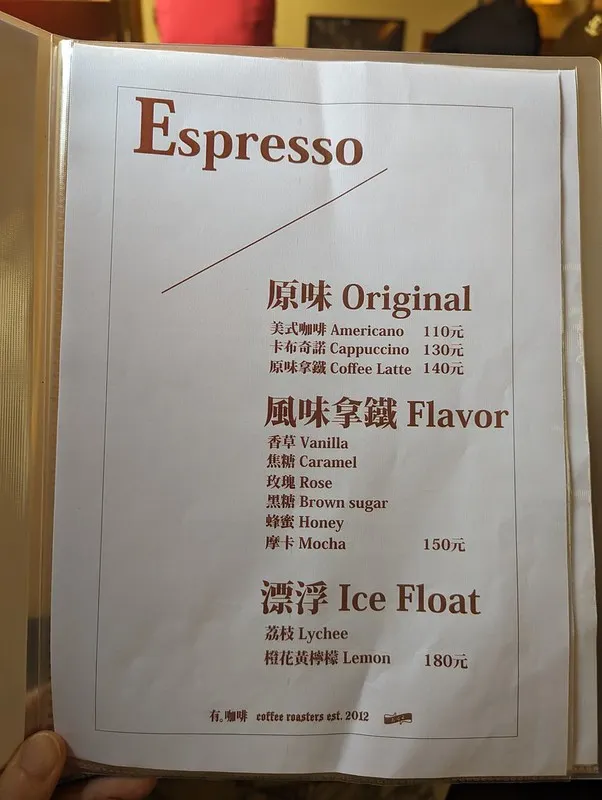 Espresso
原味 Original
美式咖啡 Americano 110元
卡布奇諾 Cappuccino 130元
原味拿鐵 Coffee Latte 140元
風味拿鐵 Flavor
香草 Vanilla
焦糖 Caramel
玫瑰 Rose
黑糖 Brown sugar
蜂蜜 Honey
摩卡 Mocha 150元
漂浮 Ice Float
荔枝 Lychee
橙花黃檸檬 Lemon 180元
有。咖啡 coffee roasters est. 2012